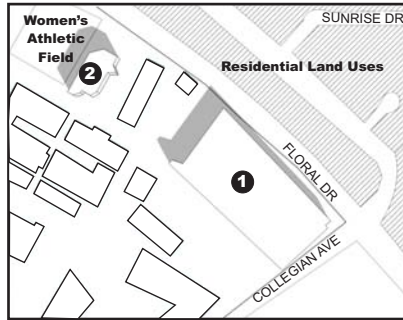 Women's
Athletic
Field
SUNRISE DR
Residential Land Uses
2
1
FLORAL DR
COLLEGIAN AVE